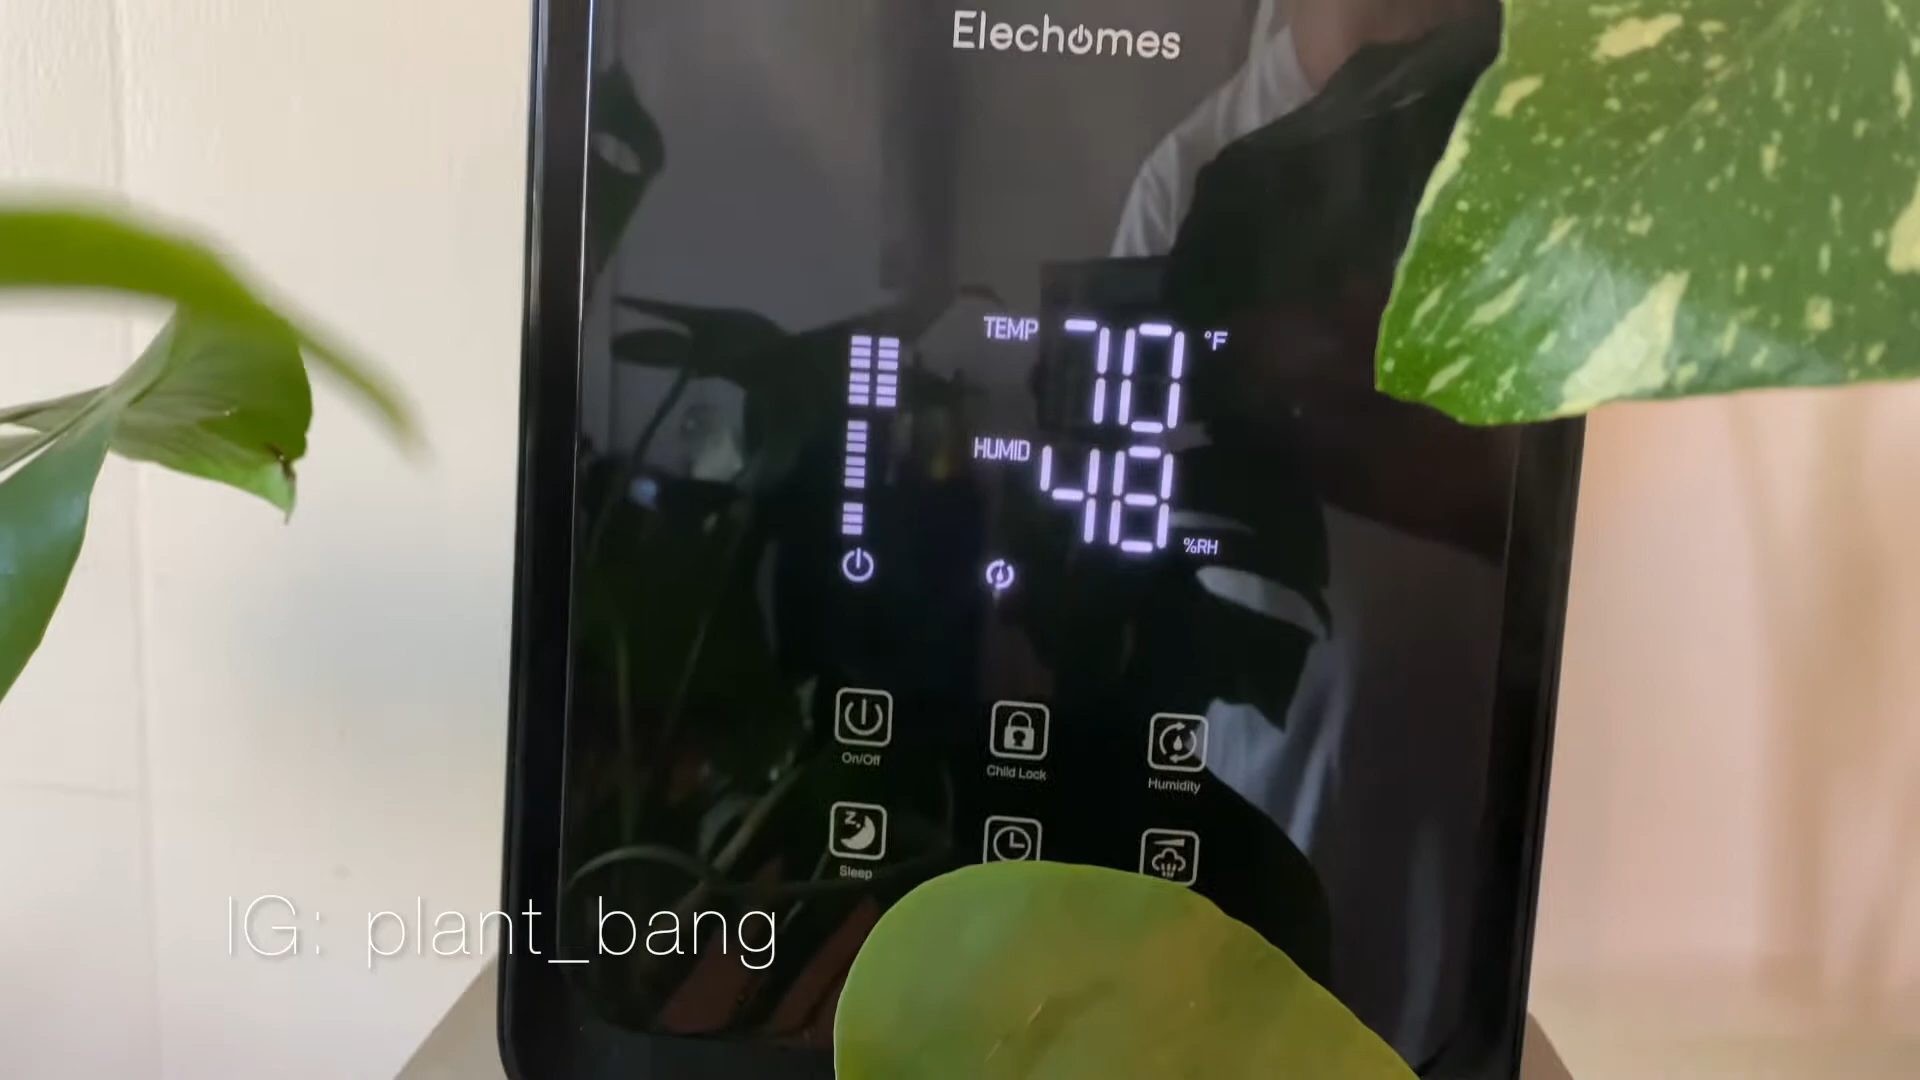 Elechomes
TEMP 70 °F
HUMID 48 %RH
On/Off
Child Lock
Humidity
Z
Sleep
IG: plant_bang